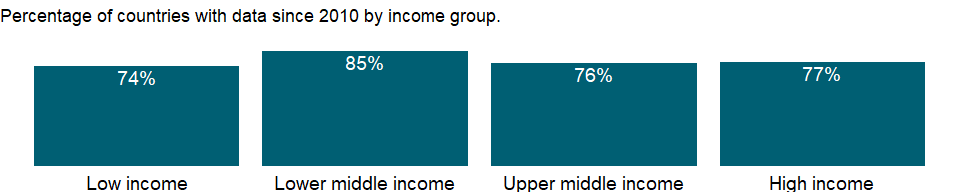 Percentage of countries with data since 2010 by income group.
74%
85%
76%
77%
Low income
Lower middle income
Upper middle income
High income